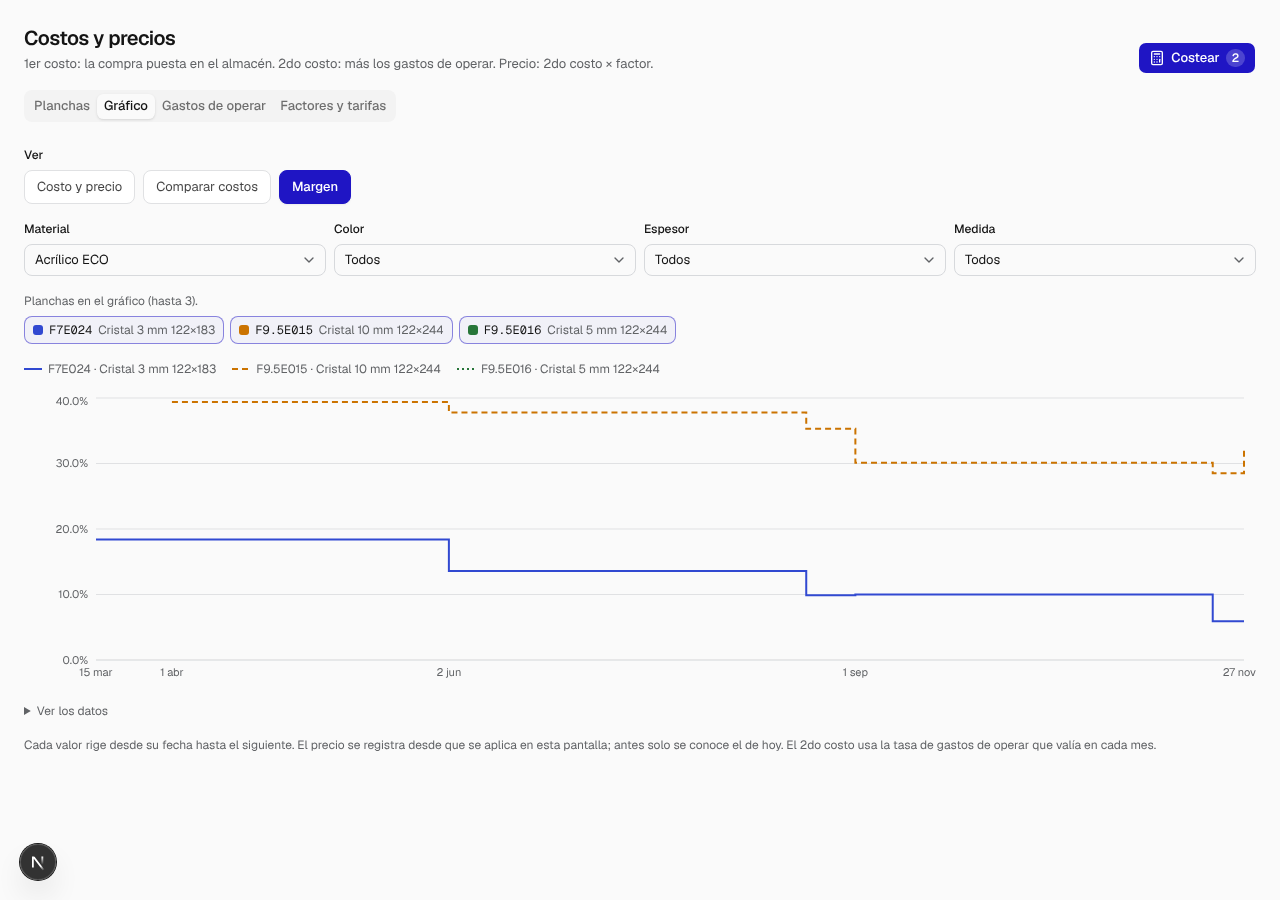 Costos y precios
1er costo: la compra puesta en el almacén. 2do costo: más los gastos de operar. Precio: 2do costo × factor.
Costear 2
Planchas Gráfico Gastos de operar Factores y tarifas
Ver
Costo y precio Comparar costos Margen
Material Color Espesor Medida
Acrílico ECO Todos Todos Todos
Planchas en el gráfico (hasta 3).
F7E024 Cristal 3 mm 122×183 F9.5E015 Cristal 10 mm 122×244 F9.5E016 Cristal 5 mm 122×244
F7E024 · Cristal 3 mm 122×183 F9.5E015 · Cristal 10 mm 122×244 F9.5E016 · Cristal 5 mm 122×244
40.0%
30.0%
20.0%
10.0%
0.0%
15 mar 1 abr 2 jun 1 sep 27 nov
Ver los datos
Cada valor rige desde su fecha hasta el siguiente. El precio se registra desde que se aplica en esta pantalla; antes solo se conoce el de hoy. El 2do costo usa la tasa de gastos de operar que valía en cada mes.
N